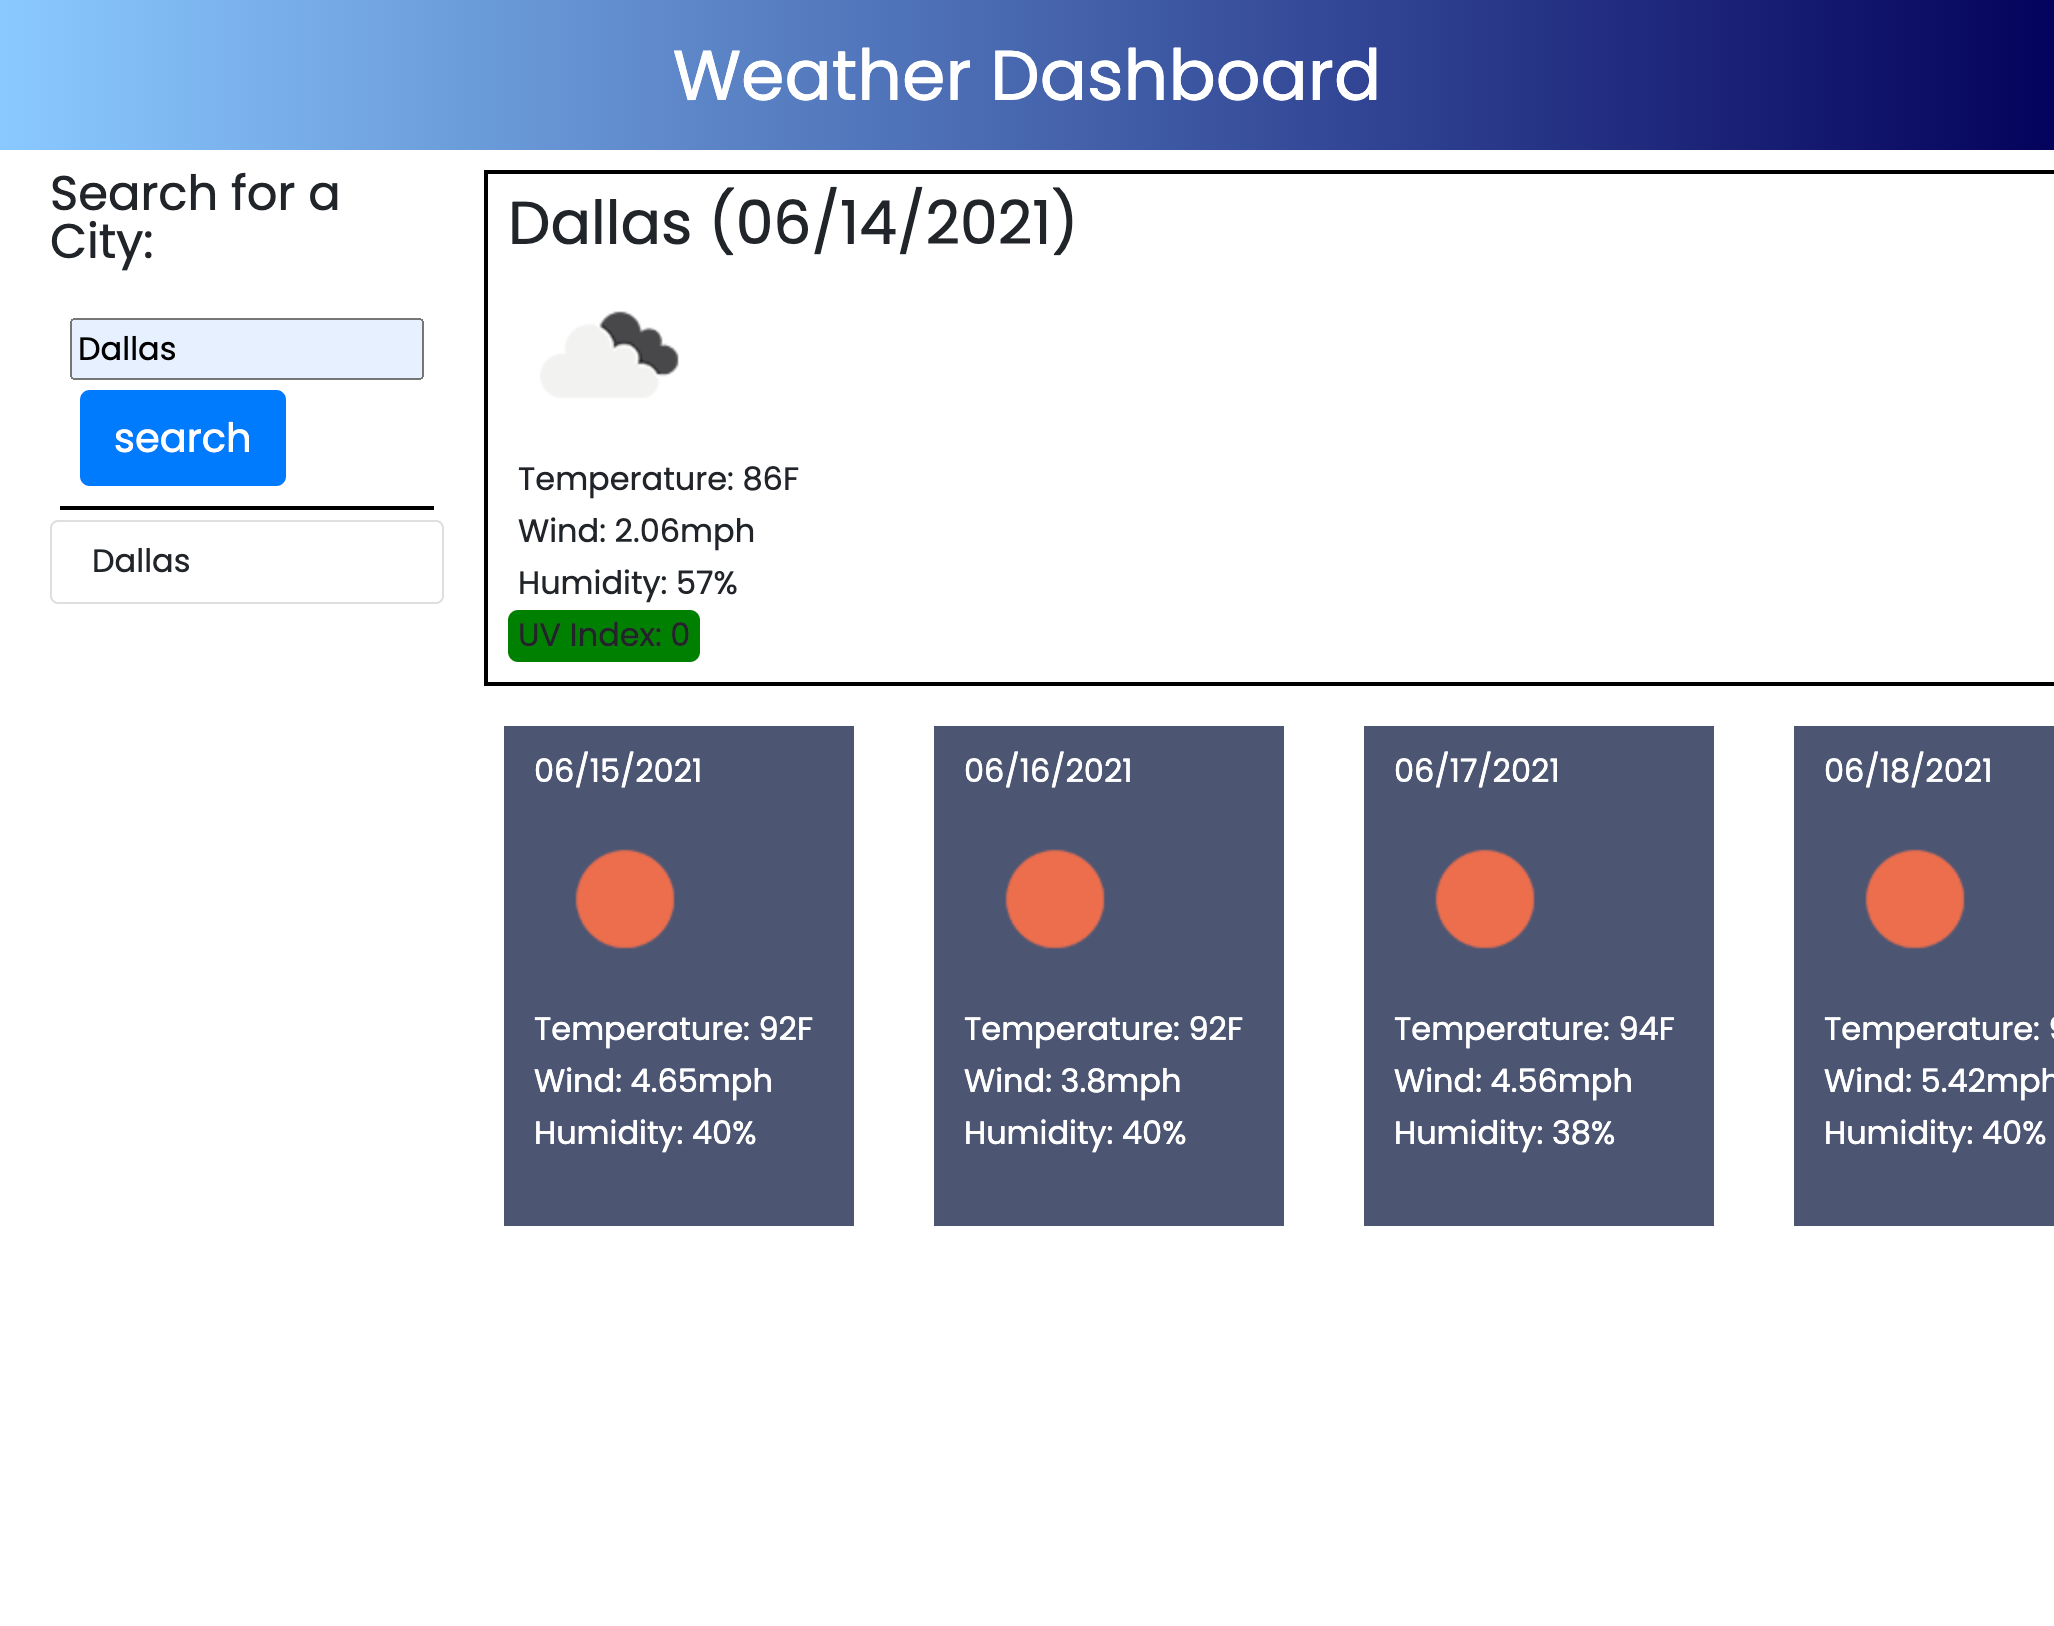 Weather Dashboard
Search for a
City:
Dallas
search
Dallas
Dallas (06/14/2021)
Temperature: 86F
Wind: 2.06mph
Humidity: 57%
UV Index: 0
06/15/2021
Temperature: 92F
Wind: 4.65mph
Humidity: 40%
06/16/2021
Temperature: 92F
Wind: 3.8mph
Humidity: 40%
06/17/2021
Temperature: 94F
Wind: 4.56mph
Humidity: 38%
06/18/2021
Temperature:
Wind: 5.42mph
Humidity: 40%